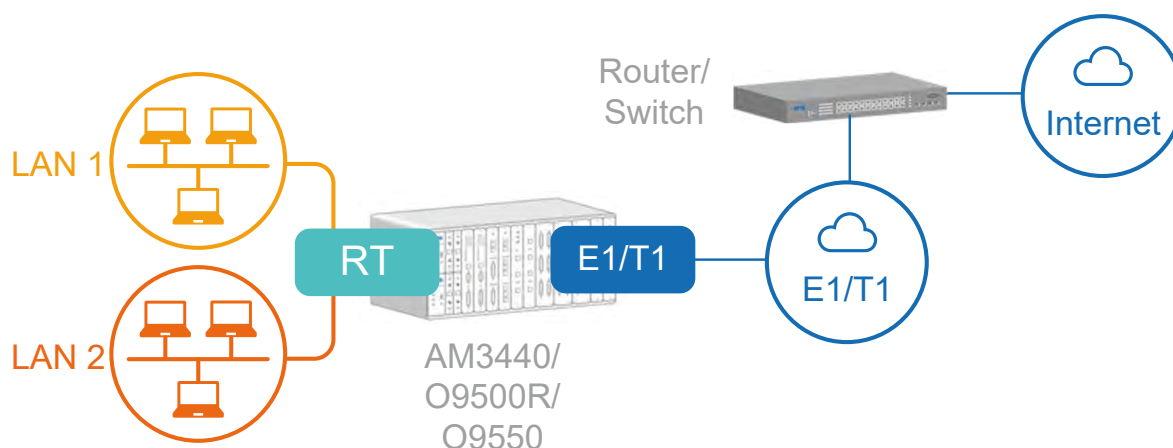 LAN 1
LAN 2
RT
E1/T1
AM3440/
O9500R/
O9550
Router/
Switch
E1/T1
Internet